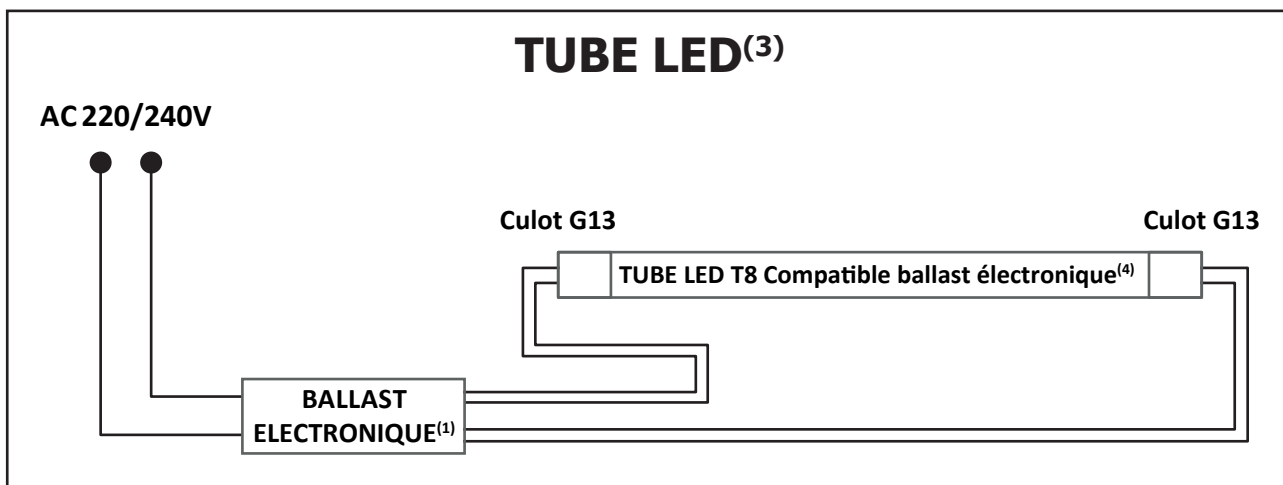 TUBE LED(3)
AC 220/240V
Culot G13
Culot G13
TUBE LED T8 Compatible ballast électronique(4)
BALLAST
ELECTRONIQUE(1)